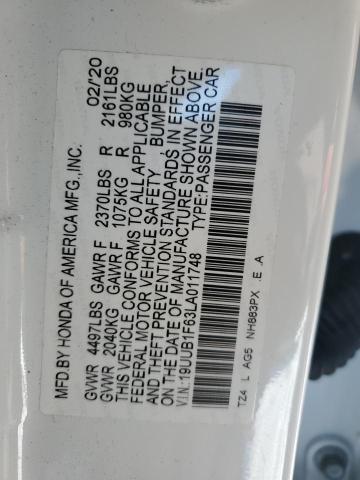 MFD.BY HONDA OF AMERICA MFG.,INC. 02/20
GVWR 4497LBS GAWR F 2370LBS R 2161LBS
GVWR 2040KG GAWR F 1075KG R 980KG
THIS VEHICLE CONFORMS TO ALL APPLICABLE
FEDERAL MOTOR VEHICLE SAFETY , BUMPER,
AND THEFT PREVENTION STANDARDS IN EFFECT
ON THE DATE OF MANUFACTURE SHOWN ABOVE.
V.I.N:19UUB1F63LA011748 TYPE:PASSENGER CAR
TZ4 L AG5 NH883PX .E .A